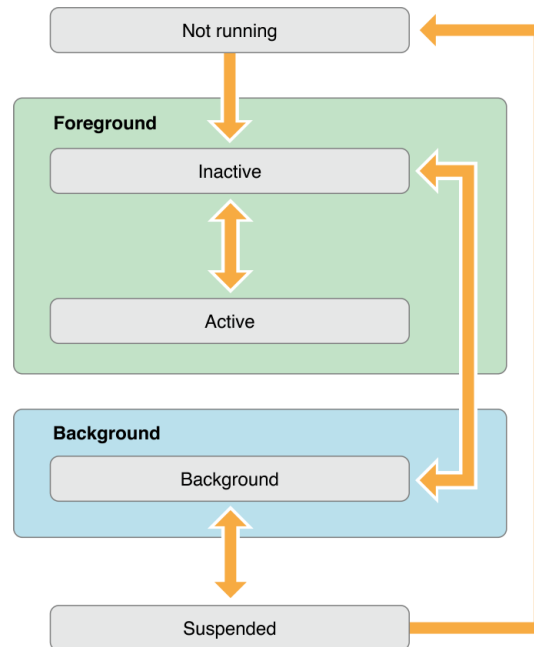 Not running
Foreground
Inactive
Active
Background
Background
Suspended